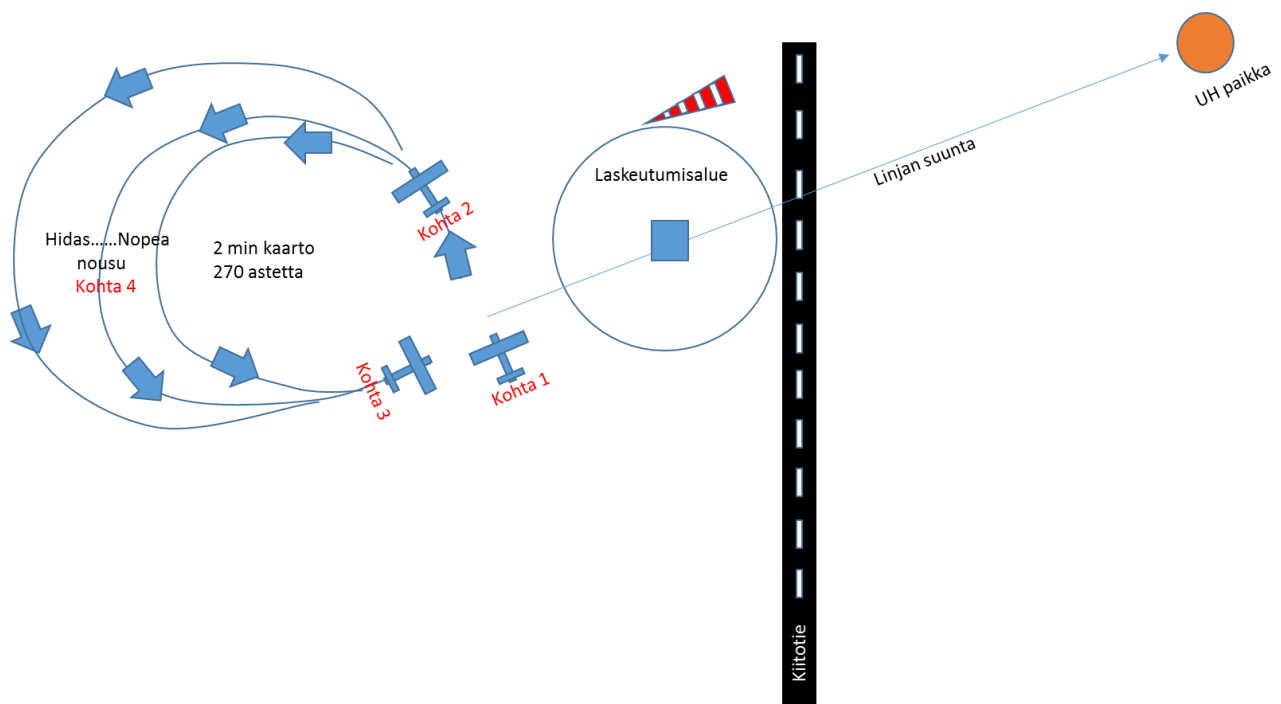 UH paikka
Linjan suunta
Laskeutumisalue
Kohta 2
Hidas......Nopea
nousu
Kohta 4
2 min kaarto
270 astetta
Kohta 3
Kohta 1
Kiitotie